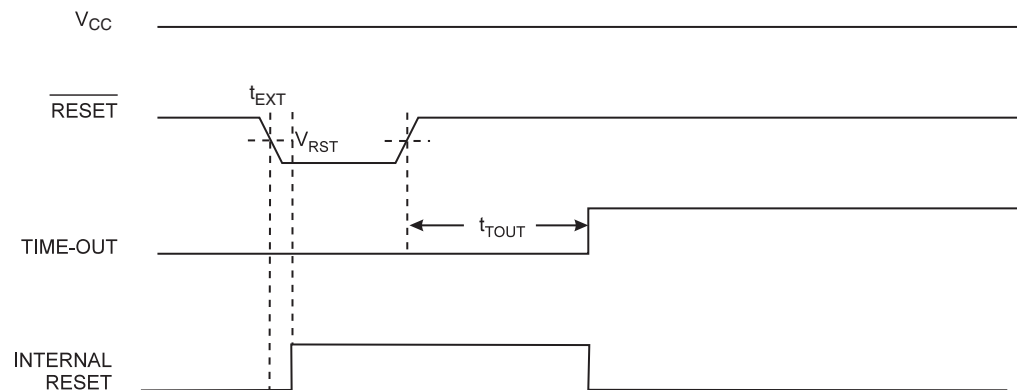 VCC
tEXT
RESET
VRST
tTOUT
TIME-OUT
INTERNAL
RESET